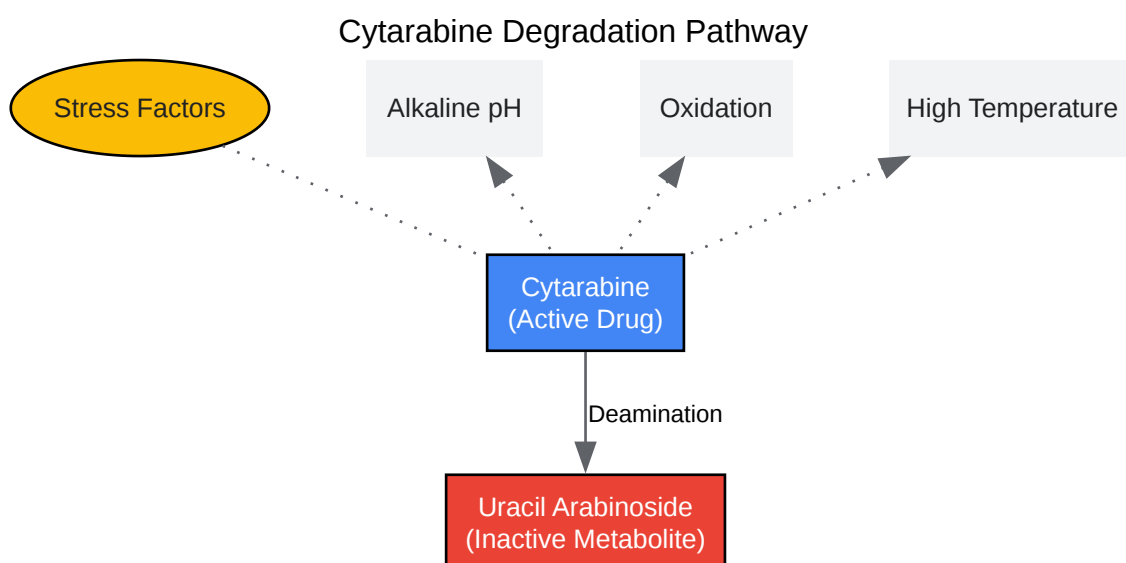 Cytarabine Degradation Pathway
Stress Factors
Alkaline pH
Oxidation
High Temperature
Cytarabine
(Active Drug)
Deamination
Uracil Arabinoside
(Inactive Metabolite)